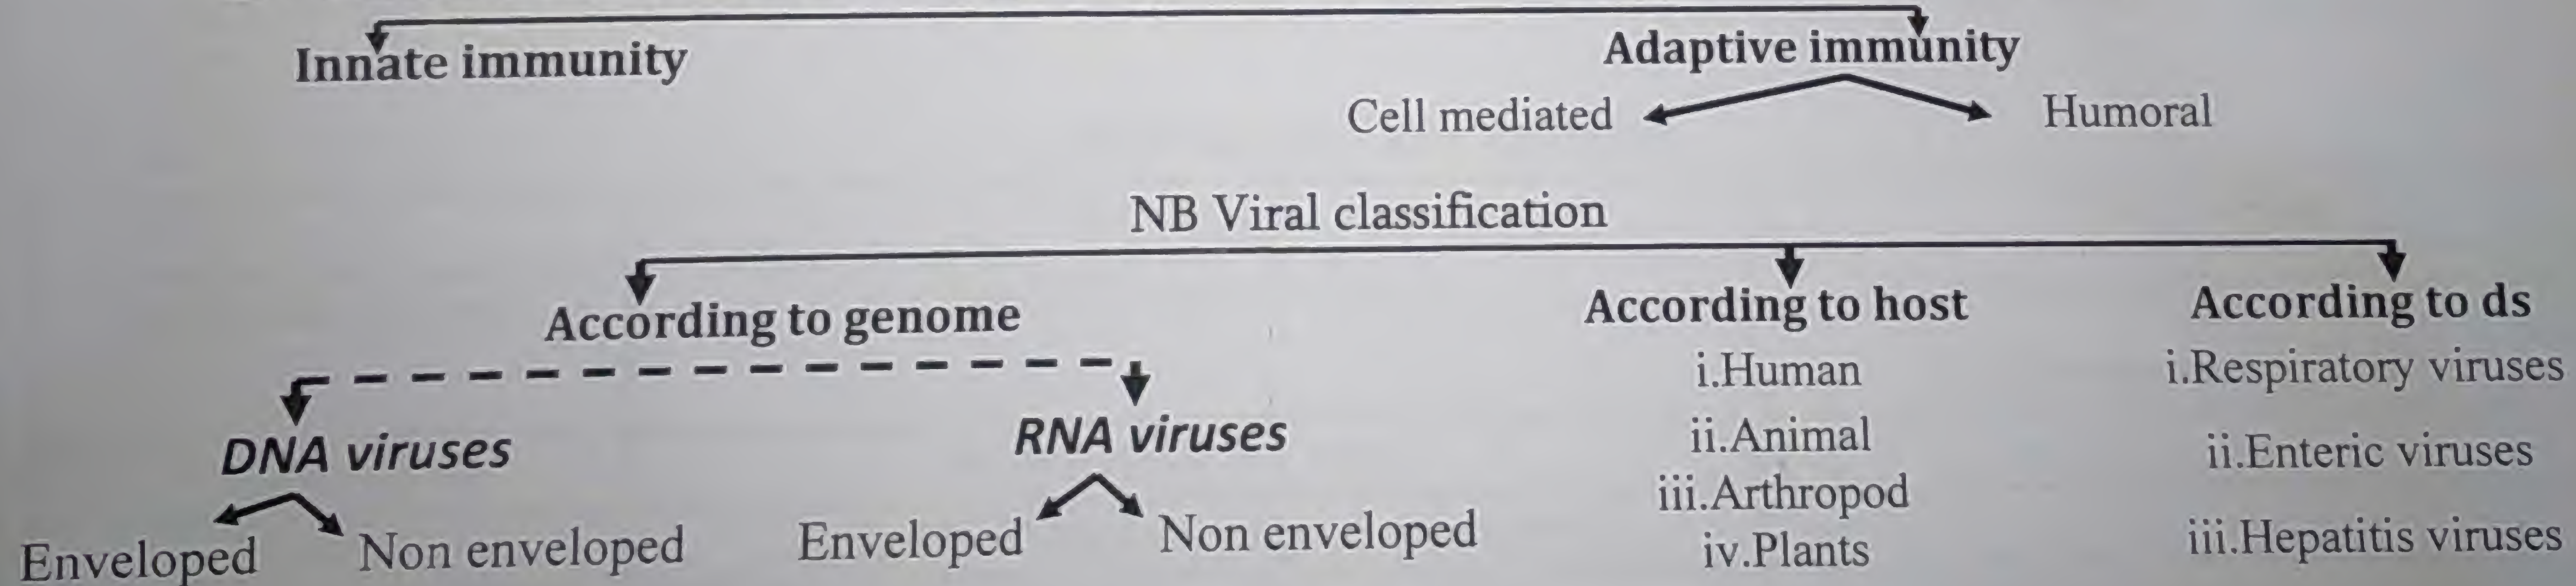 Innate immunity
Adaptive immunity
Cell mediated
Humoral
NB Viral classification
According to genome
According to host
According to ds
i.Human
i.Respiratory viruses
DNA viruses
RNA viruses
ii.Animal
ii.Enteric viruses
iii.Arthropod
Enveloped
Non enveloped
Enveloped
Non enveloped
iv.Plants
iii.Hepatitis viruses